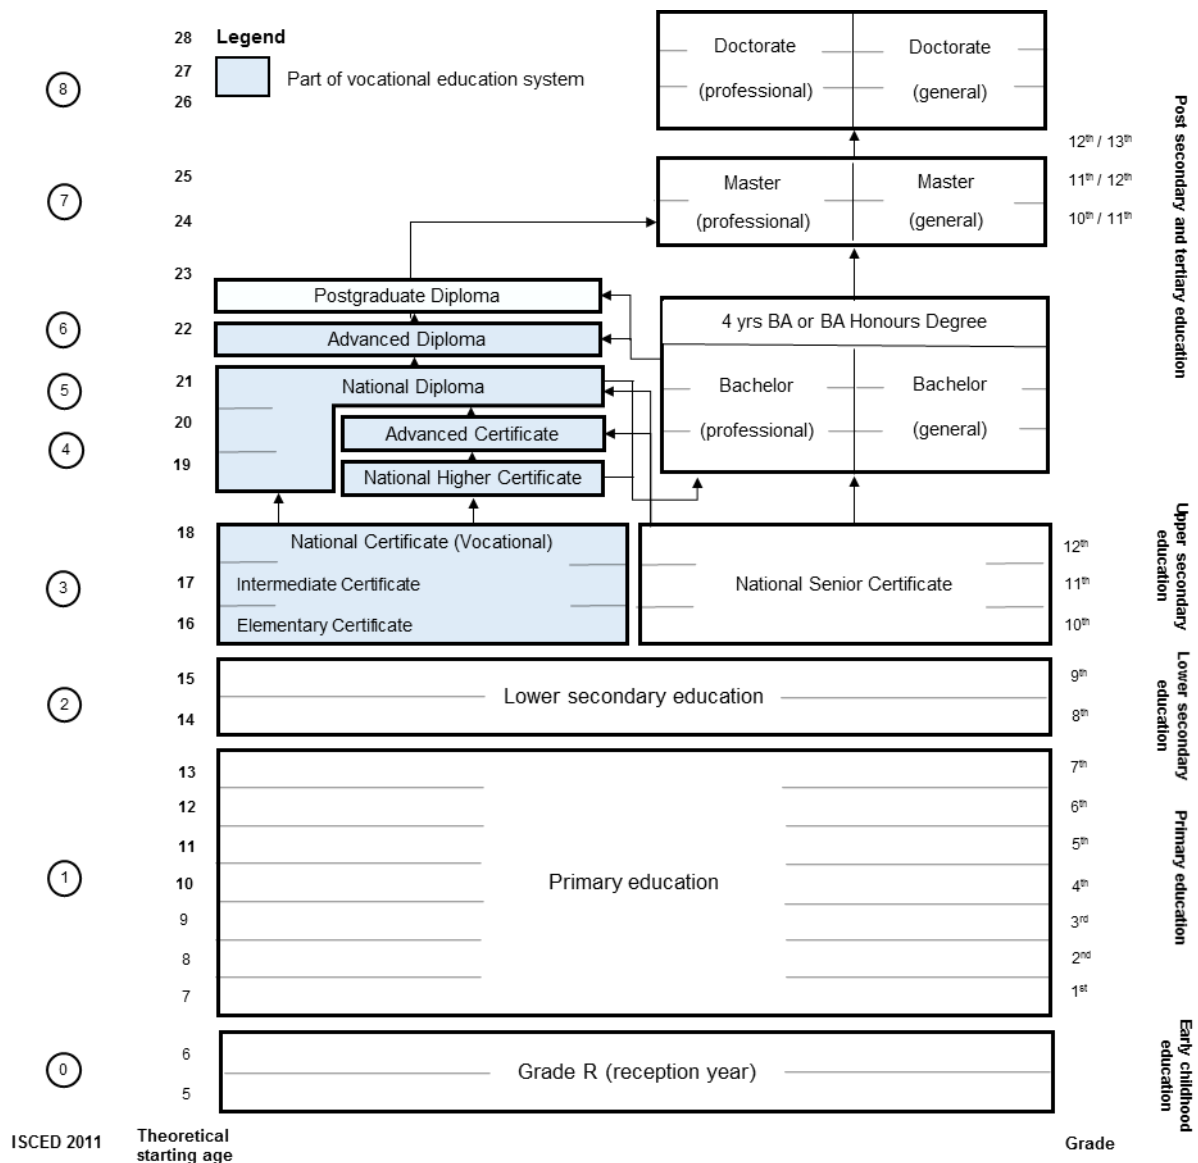 28 Legend
27 Part of vocational education system
26
8
Doctorate Doctorate
(professional) (general)
12th / 13th
25 Master Master 11th / 12th
7
24 (professional) (general) 10th / 11th
Post secondary and tertiary education
23
Postgraduate Diploma
4 yrs BA or BA Honours Degree
6 22 Advanced Diploma
5 21 National Diploma
Bachelor Bachelor
(professional) (general)
20 Advanced Certificate
4
19 National Higher Certificate
18 National Certificate (Vocational) 12th
3 17 Intermediate Certificate National Senior Certificate 11th
16 Elementary Certificate 10th
Upper secondary
education
15 9th
2 Lower secondary education
14 8th
Lower secondary
education
13 7th
12 6th
11 5th
1 10 Primary education 4th
9 3rd
8 2nd
7 1st
Primary education
6
0 Grade R (reception year)
5
Early childhood
education
ISCED 2011 Theoretical
starting age
Grade